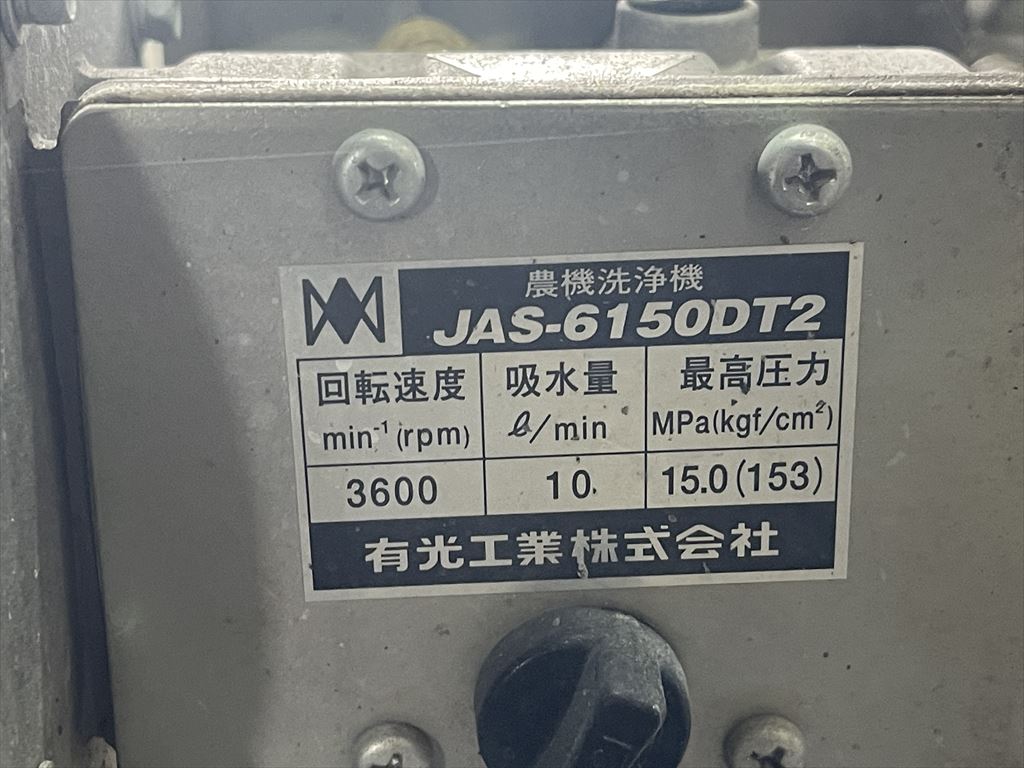 農機洗浄機
JAS-6150DT2
回転速度 吸水量 最高圧力
min⁻¹(rpm) ℓ/min MPa(kgf/cm²)
3600 10 15.0(153)
有光工業株式会社